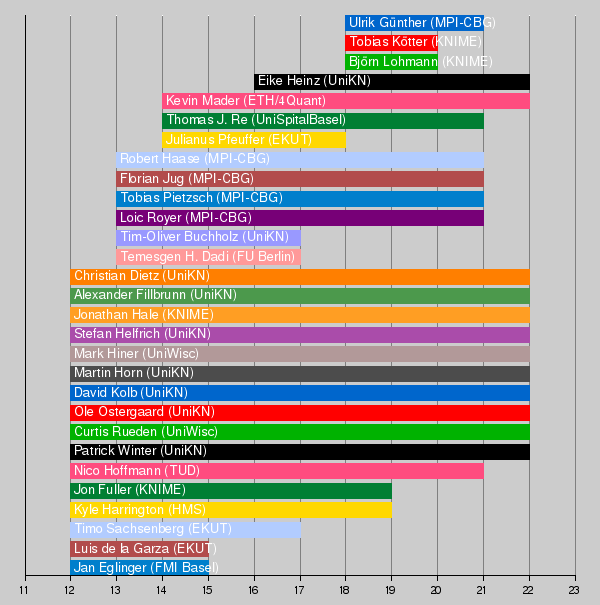 Ulrik Günther (MPI-CBG)
Tobias Kötter (KNIME)
Björn Lohmann (KNIME)
Eike Heinz (UniKN)
Kevin Mader (ETH/4Quant)
Thomas J. Re (UniSpitalBasel)
Julianus Pfeuffer (EKUT)
Robert Haase (MPI-CBG)
Florian Jug (MPI-CBG)
Tobias Pietzsch (MPI-CBG)
Loic Royer (MPI-CBG)
Tim-Oliver Buchholz (UniKN)
Temesgen H. Dadi (FU Berlin)
Christian Dietz (UniKN)
Alexander Fillbrunn (UniKN)
Jonathan Hale (KNIME)
Stefan Helfrich (UniKN)
Mark Hiner (UniWisc)
Martin Horn (UniKN)
David Kolb (UniKN)
Ole Ostergaard (UniKN)
Curtis Rueden (UniWisc)
Patrick Winter (UniKN)
Nico Hoffmann (TUD)
Jon Fuller (KNIME)
Kyle Harrington (HMS)
Timo Sachsenberg (EKUT)
Luis de la Garza (EKUT)
Jan Eglinger (FMI Basel)
11 12 13 14 15 16 17 18 19 20 21 22 23